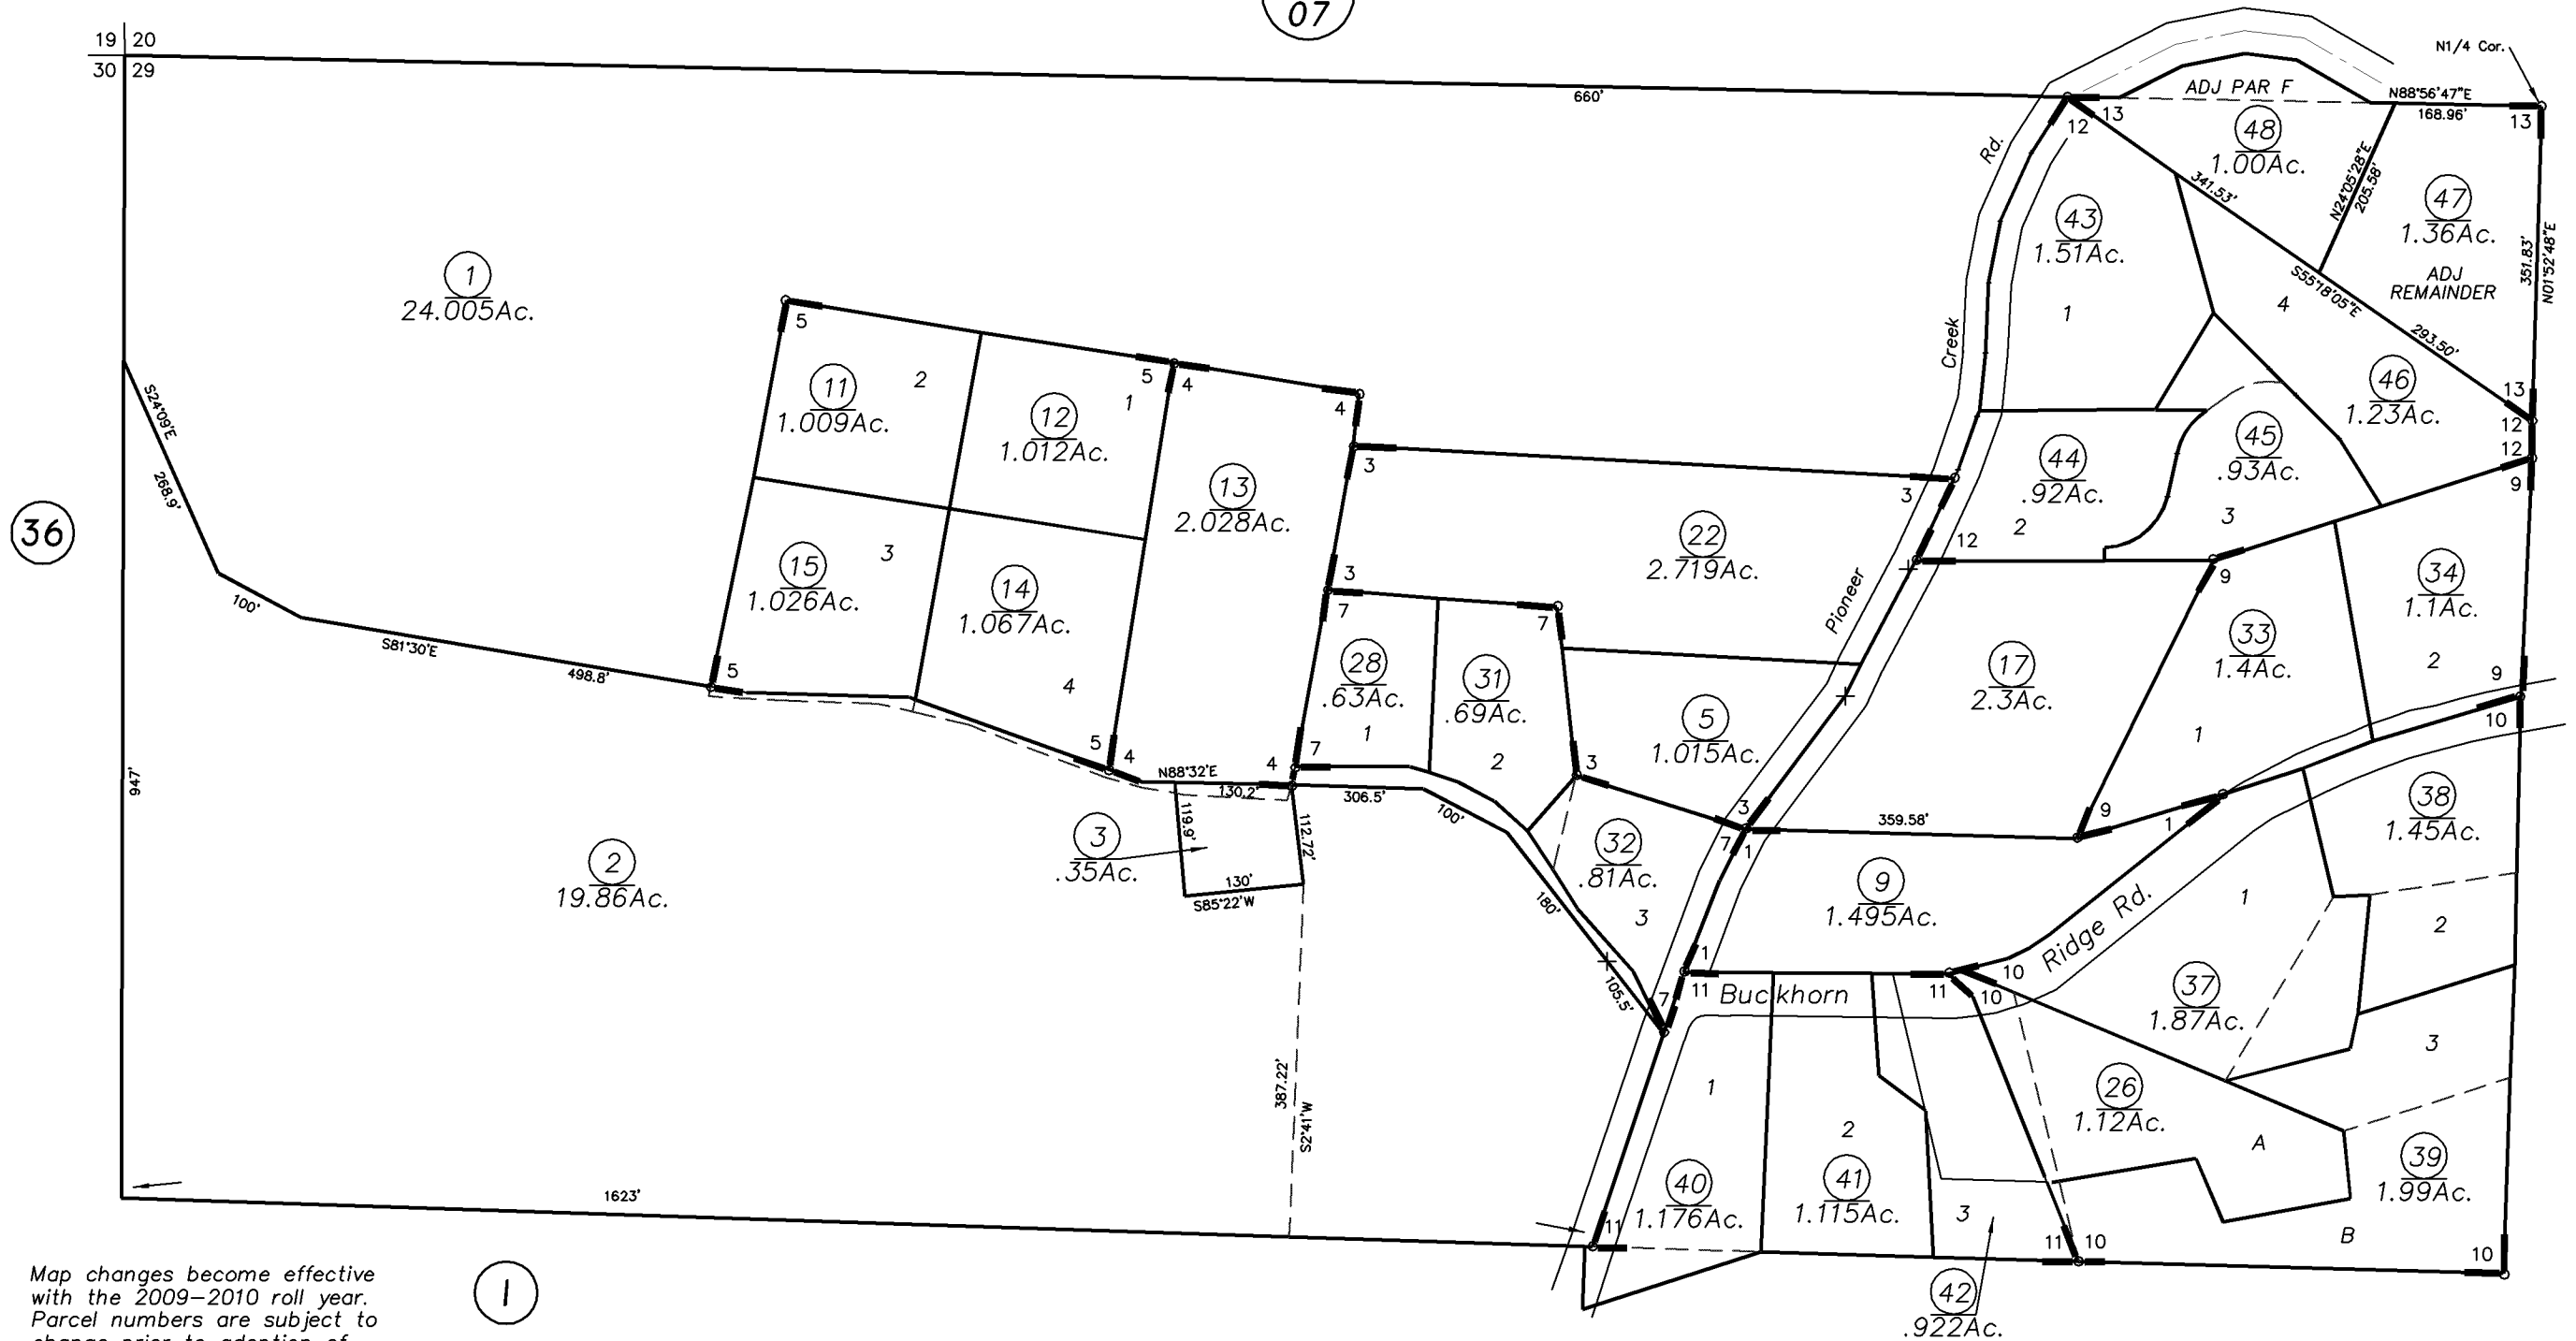 07
19 20
30 29
N1/4 Cor.
660'
ADJ PAR F
N88°56'47"E
168.96'
13
12
13
48
1.00Ac.
N24°05'28"E
205.58'
341.53'
47
1.36Ac.
ADJ
REMAINDER
351.83'
N01°52'48"E
Rd.
43
1.51Ac.
1
4
S55°18'05"E
293.50'
46
1.23Ac.
13
12
12
9
1
24.005Ac.
5
11
1.009Ac.
2
5
4
1
12
1.012Ac.
4
3
13
2.028Ac.
Creek
3
44
.92Ac.
2
45
.93Ac.
3
12
S24°09'E
268.9'
36
100'
S81°30'E
498.8'
5
15
1.026Ac.
3
14
1.067Ac.
4
5
4
22
2.719Ac.
3
7
7
28
.63Ac.
1
31
.69Ac.
2
Pioneer
5
1.015Ac.
3
17
2.3Ac.
9
33
1.4Ac.
1
34
1.1Ac.
2
9
10
947'
N88°32'E
130.2'
4
7
306.5'
100'
119.9'
112.72'
3
.35Ac.
130'
S85°22'W
2
19.86Ac.
180'
105.5'
32
.81Ac.
3
3
7
1
359.58'
9
1
9
1.495Ac.
38
1.45Ac.
1
2
Ridge Rd.
1
7
11
Buckhorn
11
10
10
37
1.87Ac.
3
387.22'
S2°41'W
1
2
26
1.12Ac.
A
40
1.176Ac.
41
1.115Ac.
3
39
1.99Ac.
B
1623'
11
11
10
10
42
.922Ac.
Map changes become effective
with the 2009-2010 roll year.
Parcel numbers are subject to
change prior to adoption of
1